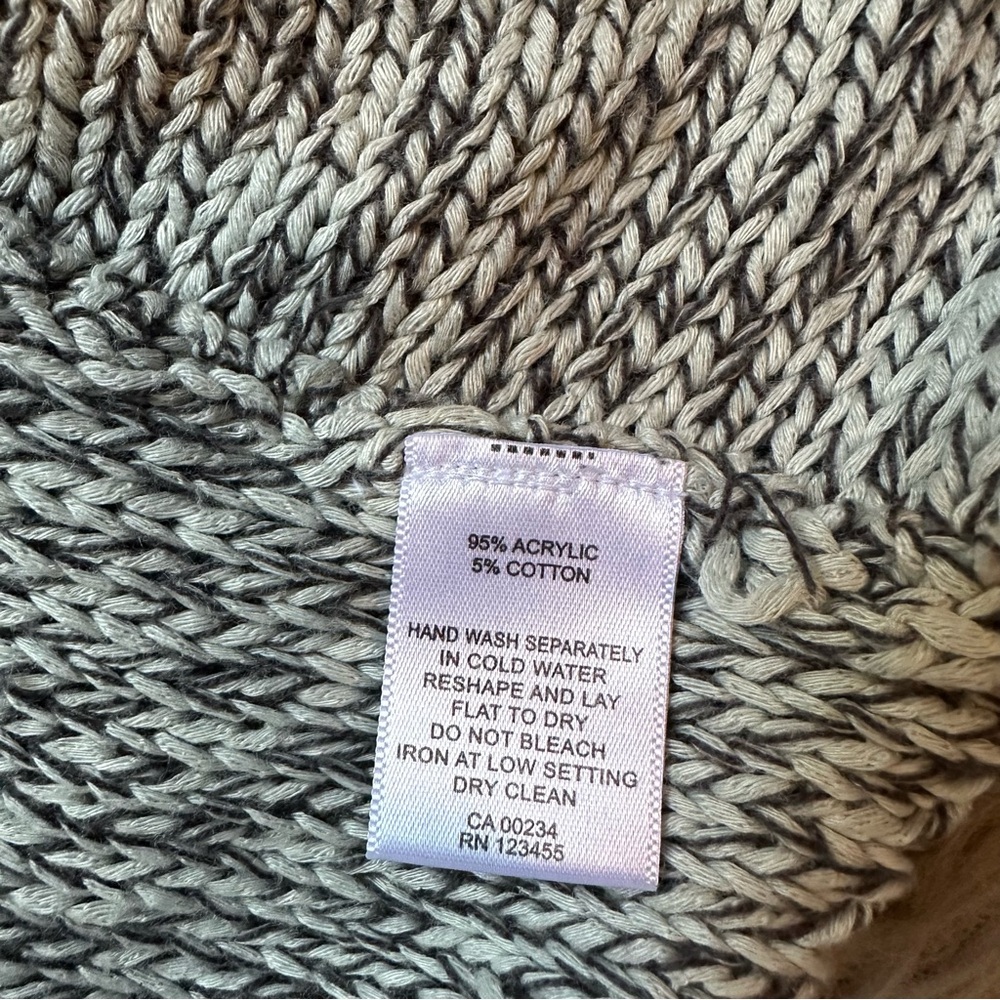 95% ACRYLIC
5% COTTON
HAND WASH SEPARATELY
IN COLD WATER
RESHAPE AND LAY
FLAT TO DRY
DO NOT BLEACH
IRON AT LOW SETTING
DRY CLEAN
CA 00234
RN 123455